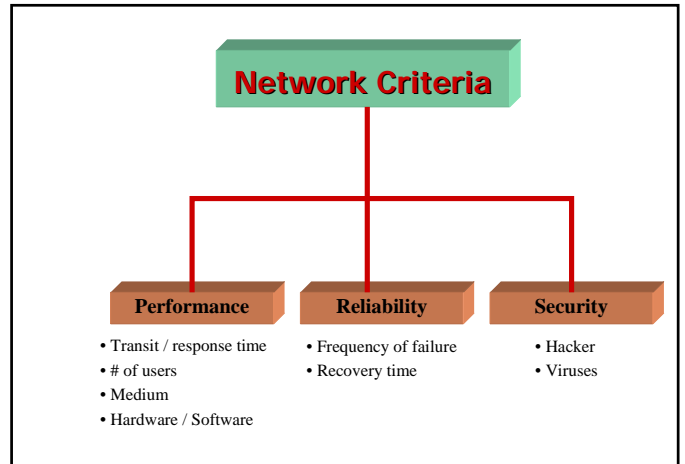 Network Criteria
Performance
• Transit / response time
• # of users
• Medium
• Hardware / Software
Reliability
• Frequency of failure
• Recovery time
Security
• Hacker
• Viruses